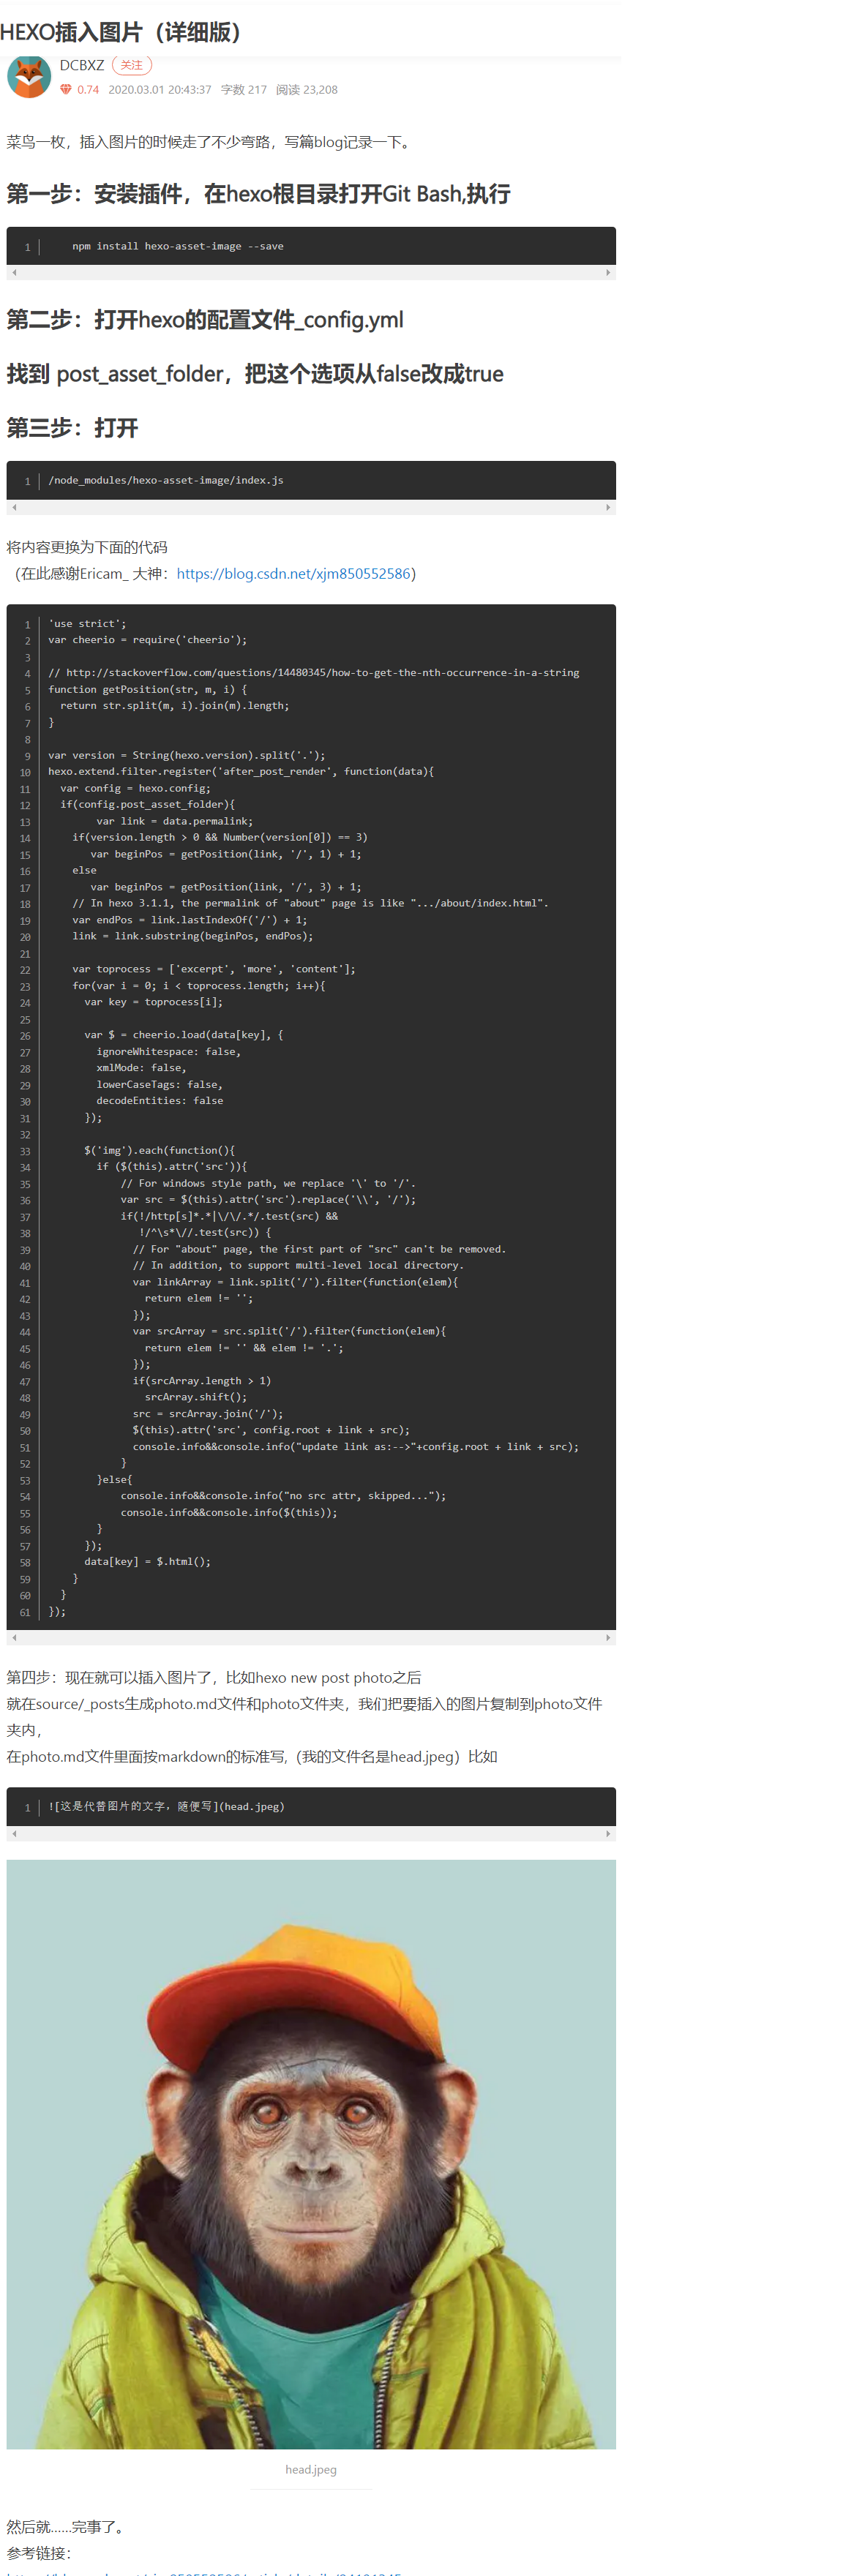 HEXO插入图片（详细版）
DCBXZ 关注
0.74 2020.03.01 20:43:37 字数 217 阅读 23,208
菜鸟一枚，插入图片的时候走了不少弯路，写篇blog记录一下。
第一步：安装插件，在hexo根目录打开Git Bash,执行
1 npm install hexo-asset-image --save
第二步：打开hexo的配置文件_config.yml
找到 post_asset_folder，把这个选项从false改成true
第三步：打开
1 /node_modules/hexo-asset-image/index.js
将内容更换为下面的代码
（在此感谢Ericam_ 大神：https://blog.csdn.net/xjm850552586）
1 'use strict';
2 var cheerio = require('cheerio');
3
4 // http://stackoverflow.com/questions/14480345/how-to-get-the-nth-occurrence-in-a-string
5 function getPosition(str, m, i) {
6   return str.split(m, i).join(m).length;
7 }
8
9 var version = String(hexo.version).split('.');
10 hexo.extend.filter.register('after_post_render', function(data){
11   var config = hexo.config;
12   if(config.post_asset_folder){
13         var link = data.permalink;
14     if(version.length > 0 && Number(version[0]) == 3)
15        var beginPos = getPosition(link, '/', 1) + 1;
16     else
17        var beginPos = getPosition(link, '/', 3) + 1;
18     // In hexo 3.1.1, the permalink of "about" page is like ".../about/index.html".
19     var endPos = link.lastIndexOf('/') + 1;
20     link = link.substring(beginPos, endPos);
21
22     var toprocess = ['excerpt', 'more', 'content'];
23     for(var i = 0; i < toprocess.length; i++){
24       var key = toprocess[i];
25
26       var $ = cheerio.load(data[key], {
27         ignoreWhitespace: false,
28         xmlMode: false,
29         lowerCaseTags: false,
30         decodeEntities: false
31       });
32
33       $('img').each(function(){
34         if ($(this).attr('src')){
35             // For windows style path, we replace '\' to '/'.
36             var src = $(this).attr('src').replace('\\', '/');
37             if(!/http[s]*.*|\/\/.*/.test(src) &&
38                !/^\s*\//.test(src)) {
39               // For "about" page, the first part of "src" can't be removed.
40               // In addition, to support multi-level local directory.
41               var linkArray = link.split('/').filter(function(elem){
42                 return elem != '';
43               });
44               var srcArray = src.split('/').filter(function(elem){
45                 return elem != '' && elem != '.';
46               });
47               if(srcArray.length > 1)
48                 srcArray.shift();
49               src = srcArray.join('/');
50               $(this).attr('src', config.root + link + src);
51               console.info&&console.info("update link as:-->"+config.root + link + src);
52             }
53         }else{
54             console.info&&console.info("no src attr, skipped...");
55             console.info&&console.info($(this));
56         }
57       });
58       data[key] = $.html();
59     }
60   }
61 });
第四步：现在就可以插入图片了，比如hexo new post photo之后
就在source/_posts生成photo.md文件和photo文件夹，我们把要插入的图片复制到photo文件
夹内，
在photo.md文件里面按markdown的标准写,（我的文件名是head.jpeg）比如
1 ![这是代替图片的文字，随便写](head.jpeg)
head.jpeg
然后就......完事了。
参考链接：